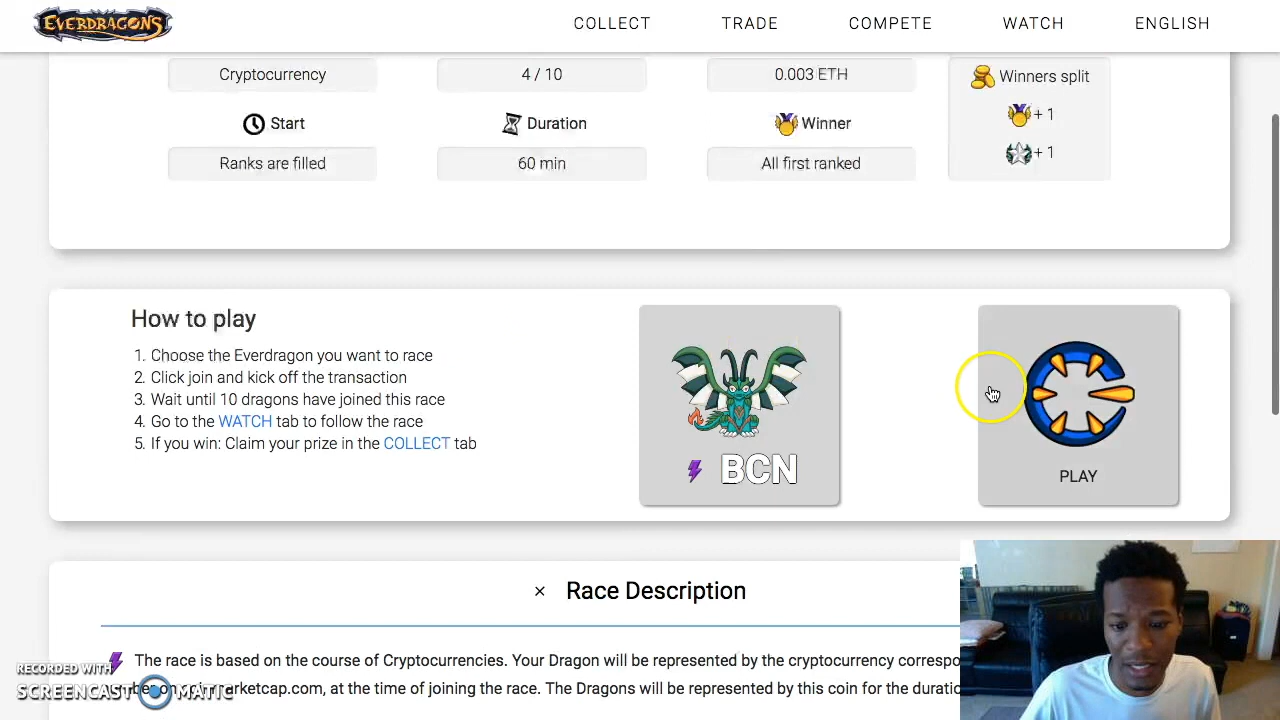 EVERDRAGONS
COLLECT TRADE COMPETE WATCH ENGLISH
Cryptocurrency 4 / 10 0.003 ETH Winners split
+ 1
Start Duration Winner
+ 1
Ranks are filled 60 min All first ranked
How to play
1. Choose the Everdragon you want to race
2. Click join and kick off the transaction
3. Wait until 10 dragons have joined this race
4. Go to the WATCH tab to follow the race
5. If you win: Claim your prize in the COLLECT tab
BCN
PLAY
× Race Description
The race is based on the course of Cryptocurrencies. Your Dragon will be represented by the cryptocurrency correspo
RECORDED WITH
SCREENCAST MATIC
marketcap.com, at the time of joining the race. The Dragons will be represented by this coin for the duratio